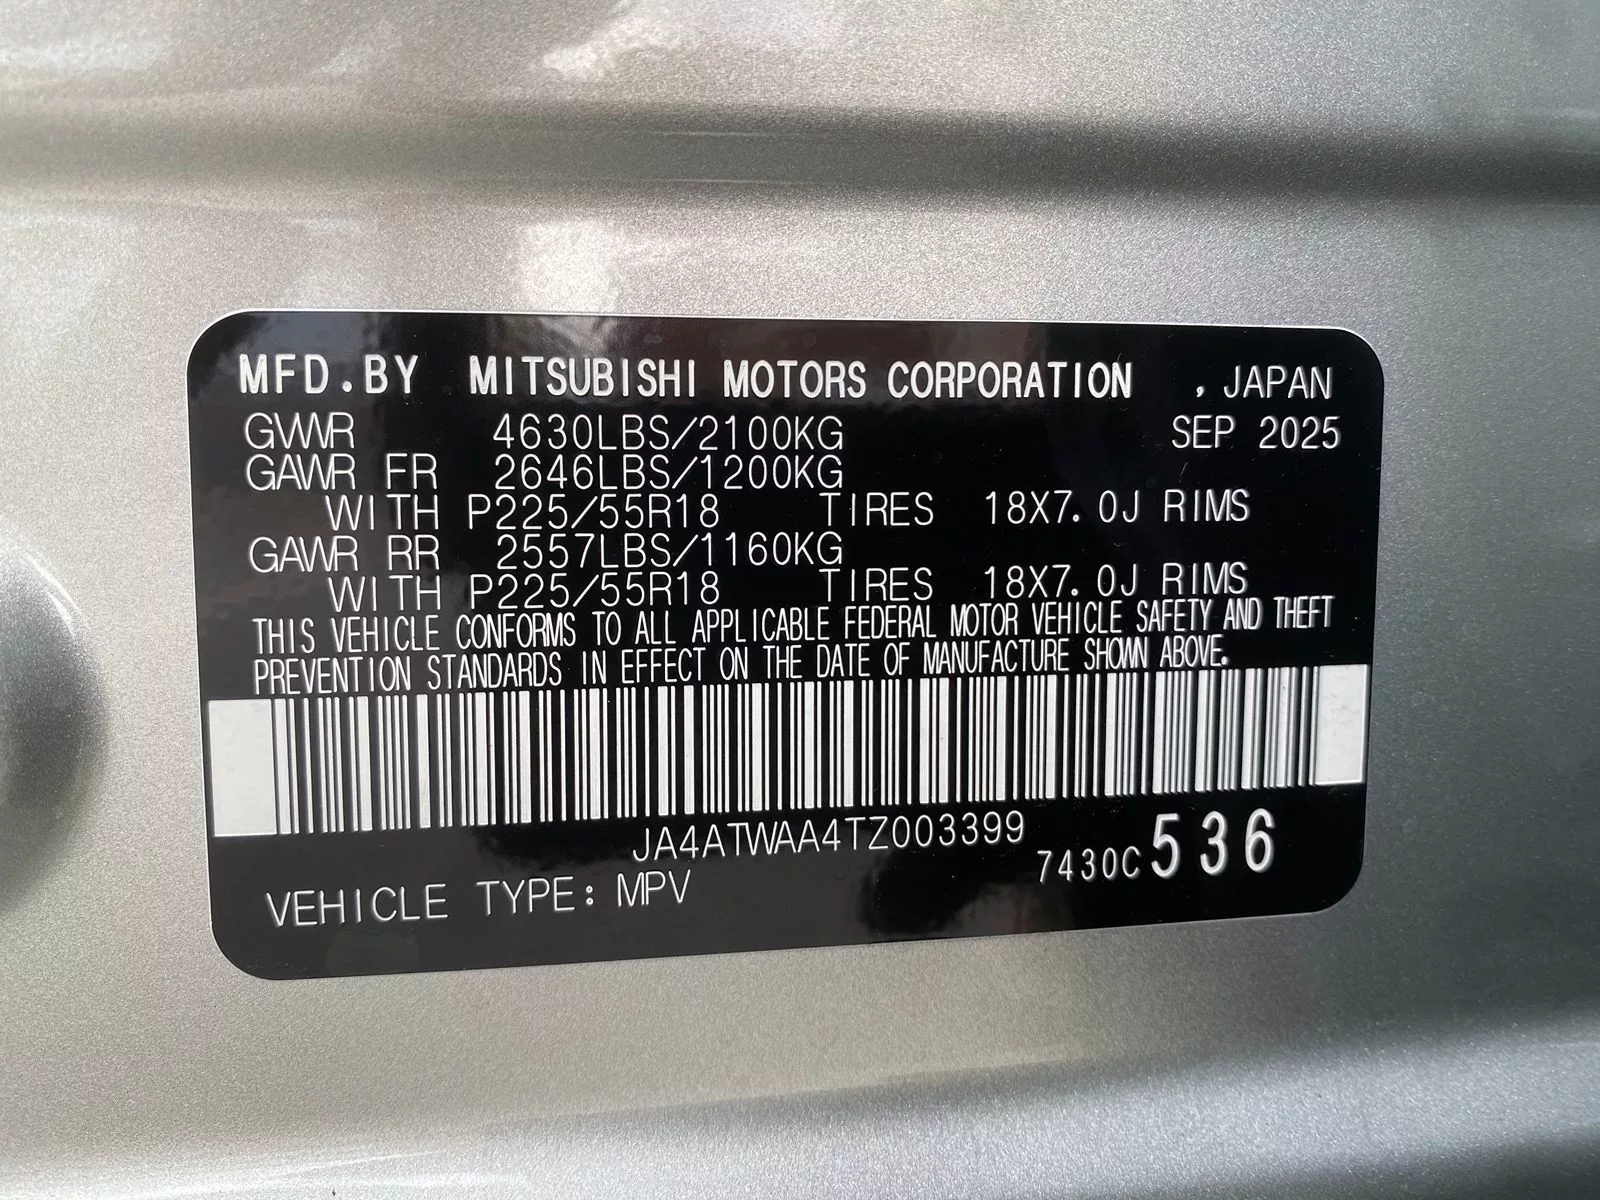 MFD.BY MITSUBISHI MOTORS CORPORATION , JAPAN
GVWR 4630LBS/2100KG SEP 2025
GAWR FR 2646LBS/1200KG
WITH P225/55R18 TIRES 18X7.0J RIMS
GAWR RR 2557LBS/1160KG
WITH P225/55R18 TIRES 18X7.0J RIMS
THIS VEHICLE CONFORMS TO ALL APPLICABLE FEDERAL MOTOR VEHICLE SAFETY AND THEFT
PREVENTION STANDARDS IN EFFECT ON THE DATE OF MANUFACTURE SHOWN ABOVE.
JA4ATWAA4TZ003399
7430C536
VEHICLE TYPE: MPV